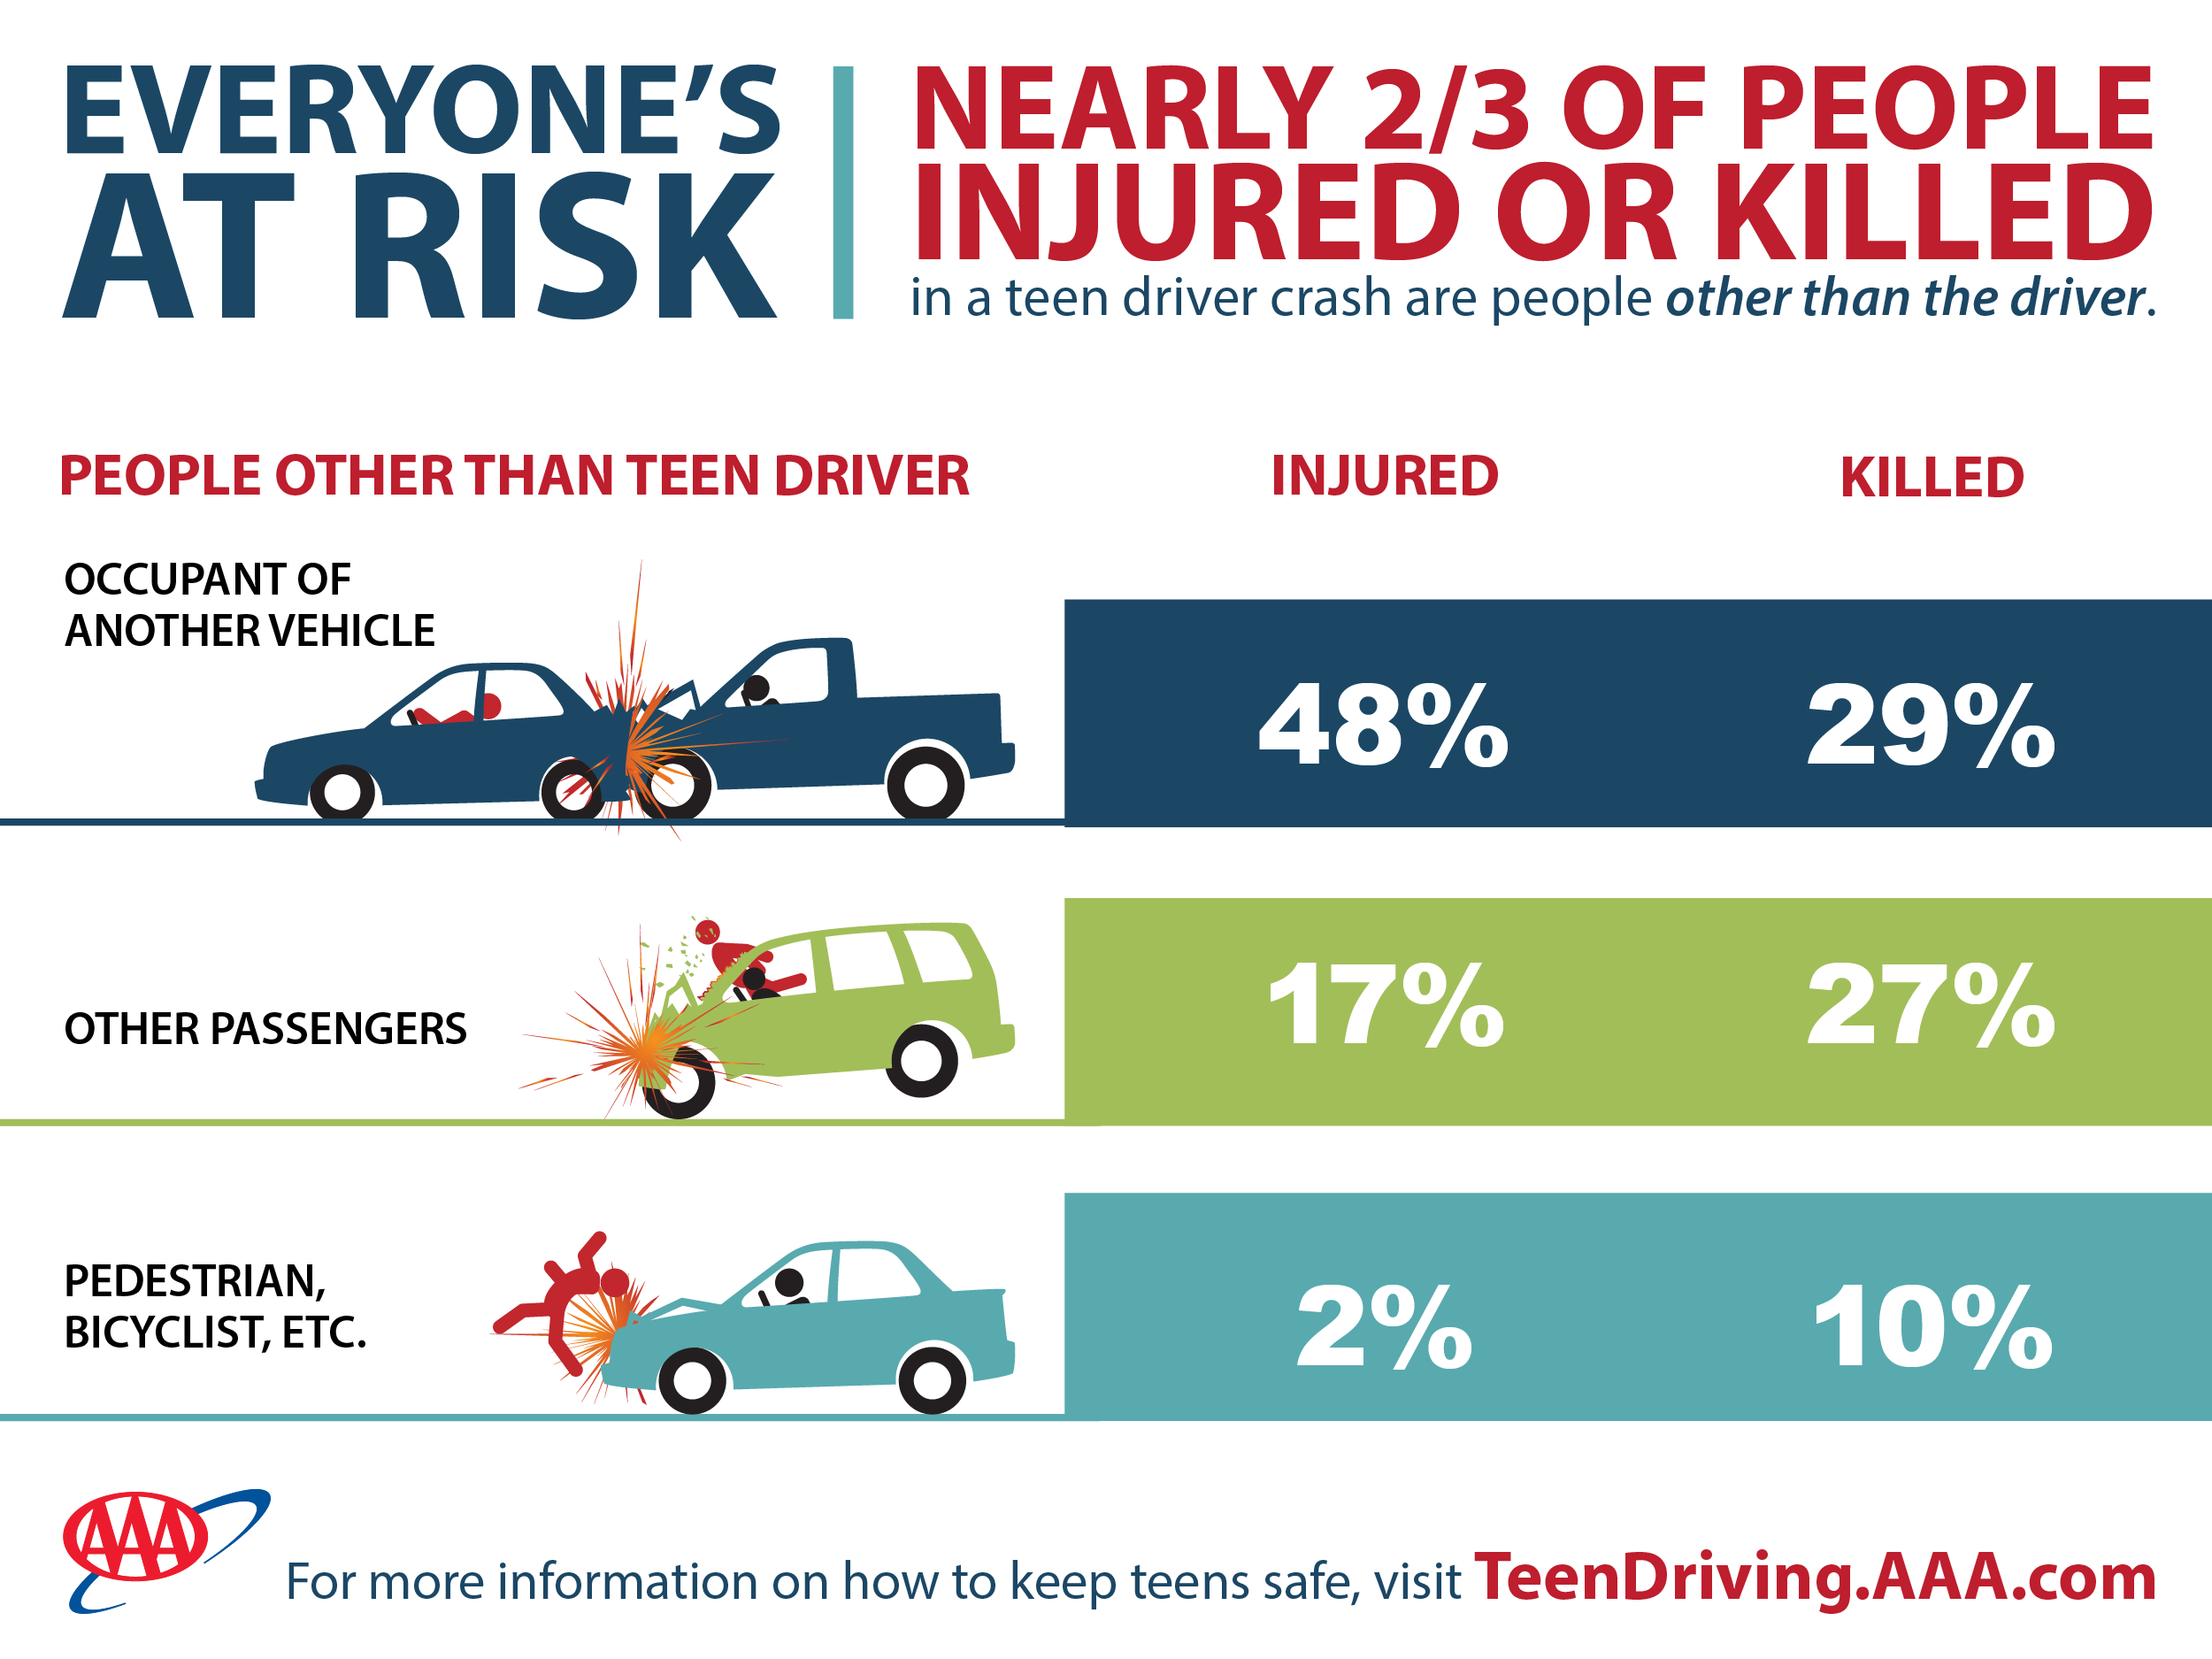 EVERYONE'S
AT RISK
NEARLY 2/3 OF PEOPLE
INJURED OR KILLED
in a teen driver crash are people other than the driver.
PEOPLE OTHER THAN TEEN DRIVER INJURED KILLED
OCCUPANT OF
ANOTHER VEHICLE
48% 29%
OTHER PASSENGERS 17% 27%
PEDESTRIAN,
BICYCLIST, ETC.
2% 10%
AAA
For more information on how to keep teens safe, visit TeenDriving.AAA.com